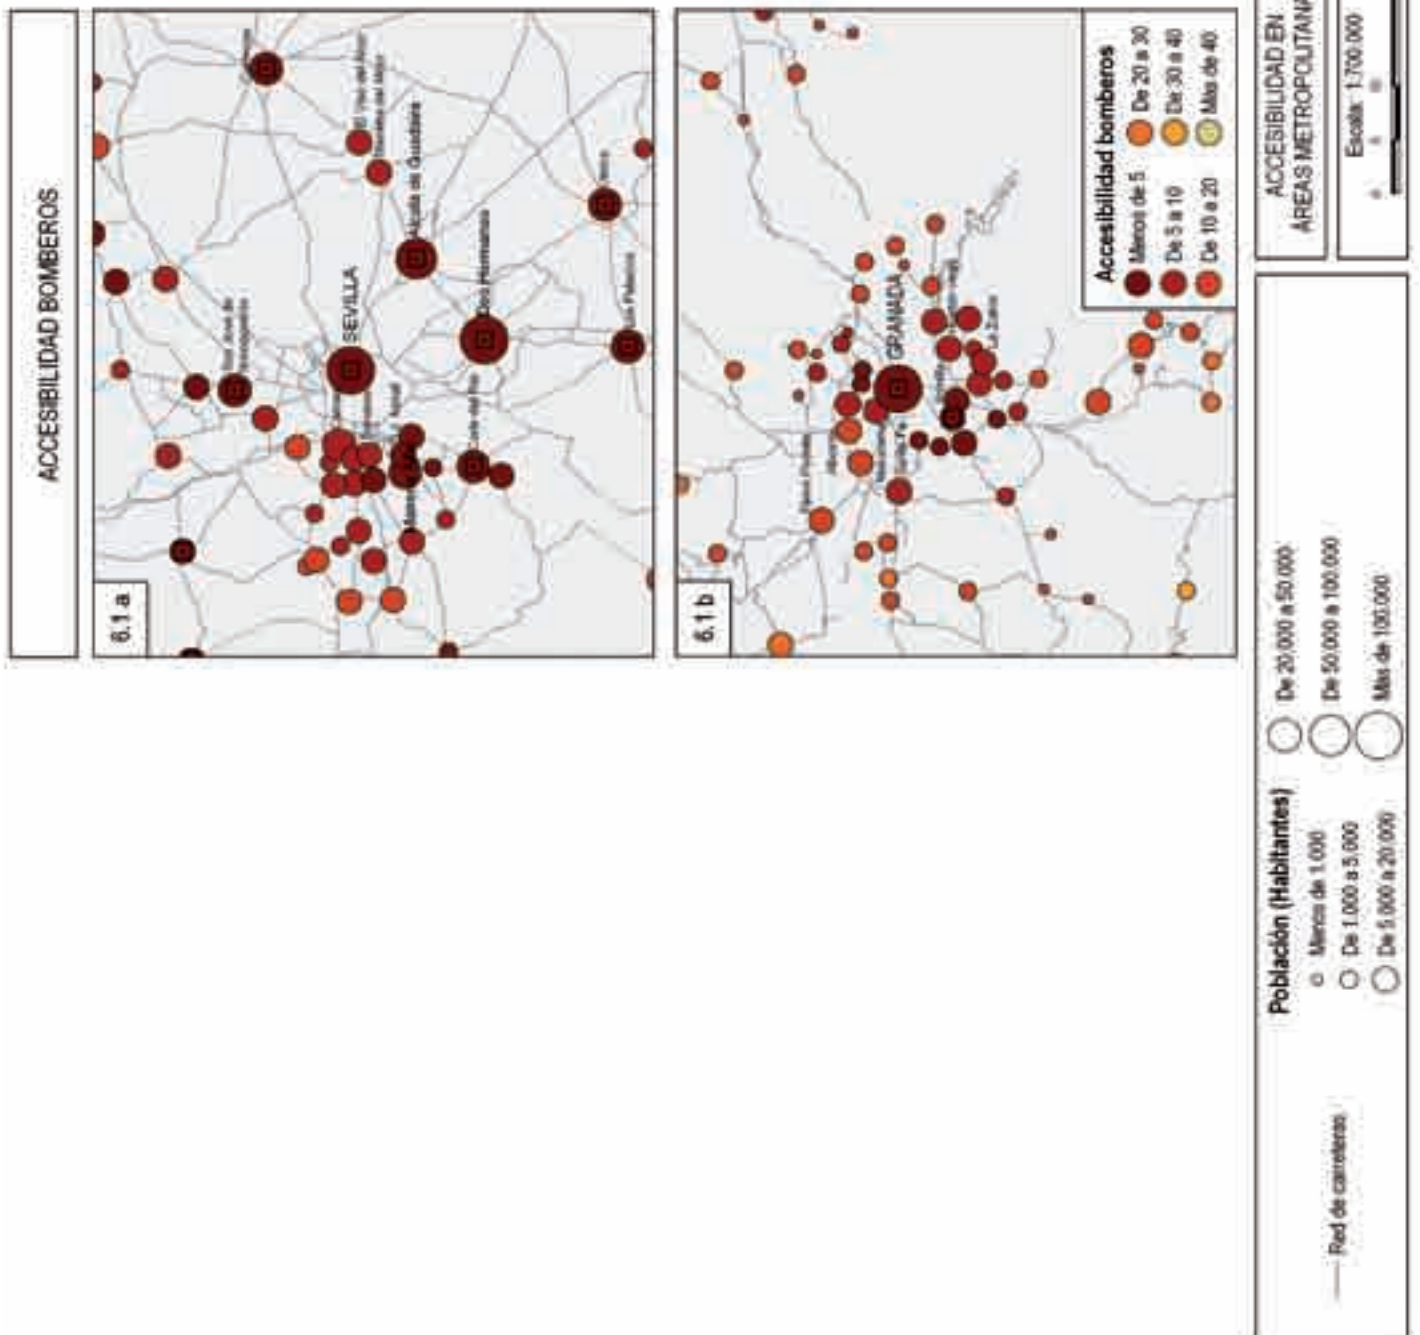 ACCESIBILIDAD BOMBEROS
6.1 a
SEVILLA
Alcalá de Guadaíra
Dos Hermanas
Coria del Río
Los Palacios
6.1 b
GRANADA
Santa Fe
La Zubia
Accesibilidad bomberos
Menos de 5
De 5 a 10
De 10 a 20
De 20 a 30
De 30 a 40
Más de 40
Red de carreteras
Población (Habitantes)
Menos de 1.000
De 1.000 a 5.000
De 5.000 a 20.000
De 20.000 a 50.000
De 50.000 a 100.000
Más de 100.000
ACCESIBILIDAD EN
ÁREAS METROPOLITANA
Escala: 1:700.000